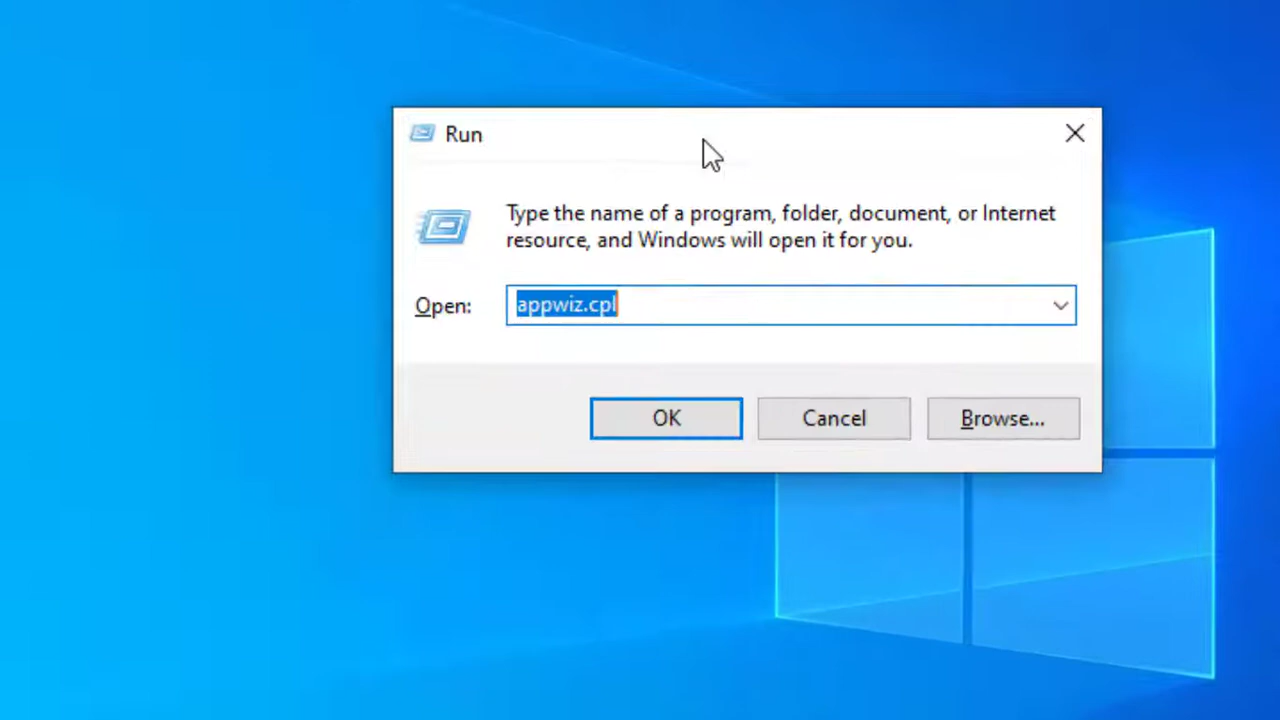 Run
Type the name of a program, folder, document, or Internet
resource, and Windows will open it for you.
Open: appwiz.cpl
OK Cancel Browse...